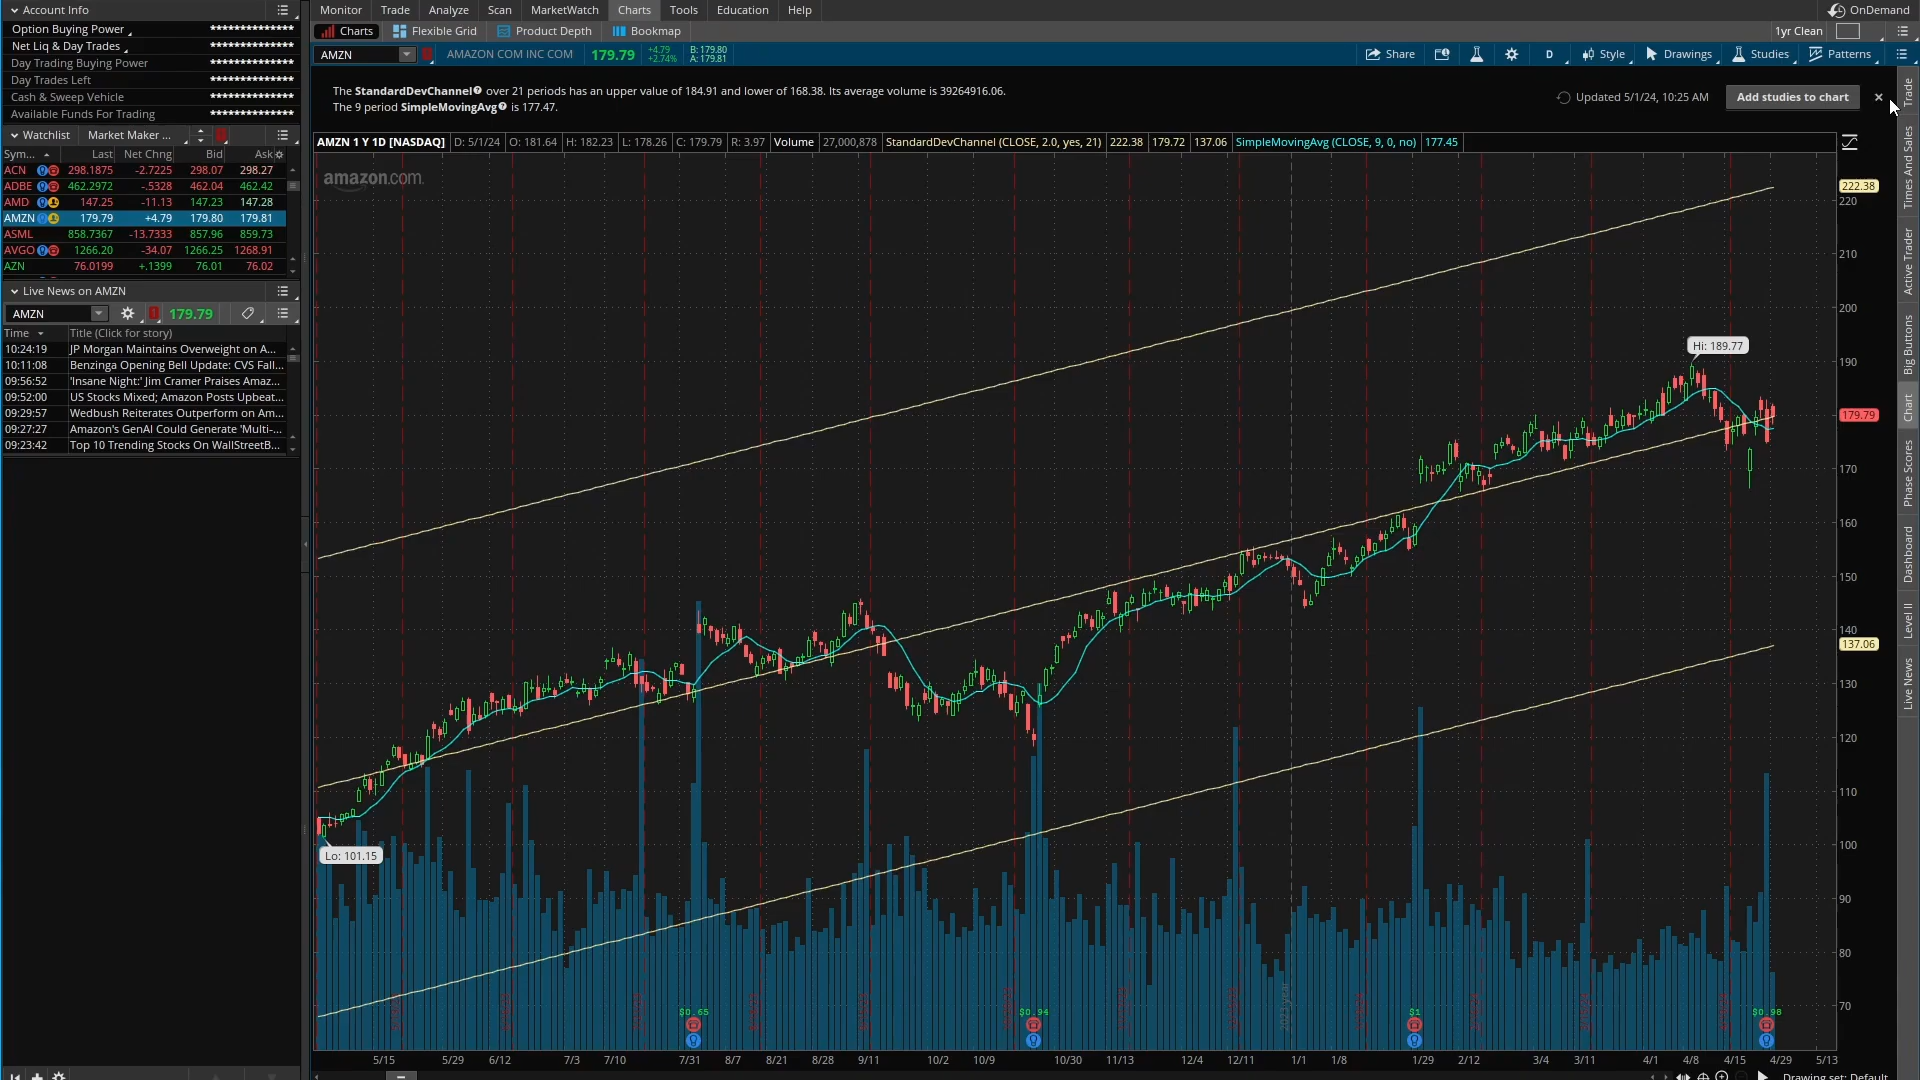 Account Info
Option Buying Power **************
Net Liq & Day Trades **************
Day Trading Buying Power **************
Day Trades Left **************
Cash & Sweep Vehicle **************
Available Funds For Trading **************
Watchlist Market Maker ...
Sym... Last Net Chng Bid Ask
ACN 298.1875 -2.7225 298.07 298.27
ADBE 462.2972 -.5328 462.04 462.42
AMD 147.25 -11.13 147.23 147.28
AMZN 179.79 +4.79 179.80 179.81
ASML 858.7367 -13.7333 857.96 859.73
AVGO 1266.20 -34.07 1266.25 1268.91
AZN 76.0199 +.1399 76.01 76.02
Live News on AMZN
AMZN 179.79
Time Title (Click for story)
10:24:19 JP Morgan Maintains Overweight on A...
10:11:08 Benzinga Opening Bell Update: CVS Fall...
09:56:52 'Insane Night:' Jim Cramer Praises Amaz...
09:52:00 US Stocks Mixed; Amazon Posts Upbeat...
09:29:57 Wedbush Reiterates Outperform on Am...
09:27:27 Amazon's GenAI Could Generate 'Multi-...
09:23:42 Top 10 Trending Stocks On WallStreetB...
Monitor Trade Analyze Scan MarketWatch Charts Tools Education Help OnDemand
Charts Flexible Grid Product Depth Bookmap 1yr Clean
AMZN AMAZON COM INC COM 179.79 +4.79 +2.74% B: 179.80 A: 179.81 Share D Style Drawings Studies Patterns
The StandardDevChannel over 21 periods has an upper value of 184.91 and lower of 168.38. Its average volume is 39264916.06.
The 9 period SimpleMovingAvg is 177.47.
Updated 5/1/24, 10:25 AM Add studies to chart
AMZN 1 Y 1D [NASDAQ] D: 5/1/24 O: 181.64 H: 182.23 L: 178.26 C: 179.79 R: 3.97 Volume 27,000,878 StandardDevChannel (CLOSE, 2.0, yes, 21) 222.38 179.72 137.06 SimpleMovingAvg (CLOSE, 9, 0, no) 177.45
amazon.com
222.38
220
210
200
190
Hi: 189.77
179.79
170
160
150
140
137.06
130
120
110
100
Lo: 101.15
90
80
70
$0.65 $0.94 $1 $0.98
2023 year
5/15 5/29 6/12 7/3 7/10 7/31 8/7 8/21 8/28 9/11 10/2 10/9 10/30 11/13 12/4 12/11 1/1 1/8 1/29 2/12 3/4 3/11 4/1 4/8 4/15 4/29 5/13
Drawing set: Default
Trade
Times And Sales
Active Trader
Big Buttons
Chart
Phase Scores
Dashboard
Level II
Live News